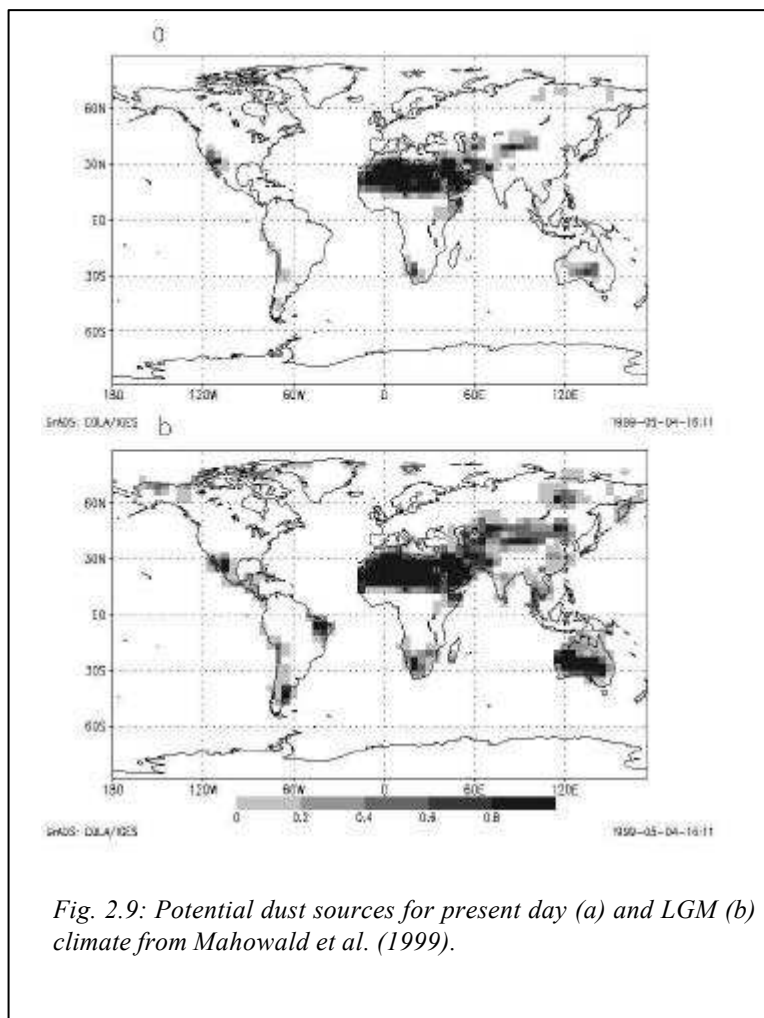 a
60N
30N
EQ
30S
60S
180 120W 60W 0 60E 120E
GrADS: COLA/IGES 1999-05-04-16:11
b
60N
30N
EQ
30S
60S
180 120W 60W 0 60E 120E
0 0.2 0.4 0.6 0.8
GrADS: COLA/IGES 1999-05-04-16:11
Fig. 2.9: Potential dust sources for present day (a) and LGM (b)
climate from Mahowald et al. (1999).